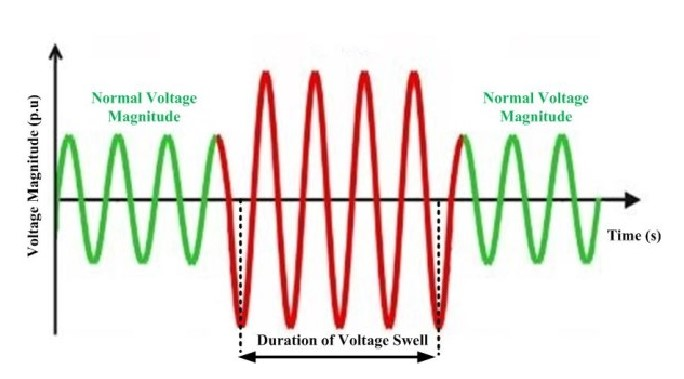 Normal Voltage
Magnitude
Normal Voltage
Magnitude
Voltage Magnitude (p.u)
Time (s)
Duration of Voltage Swell